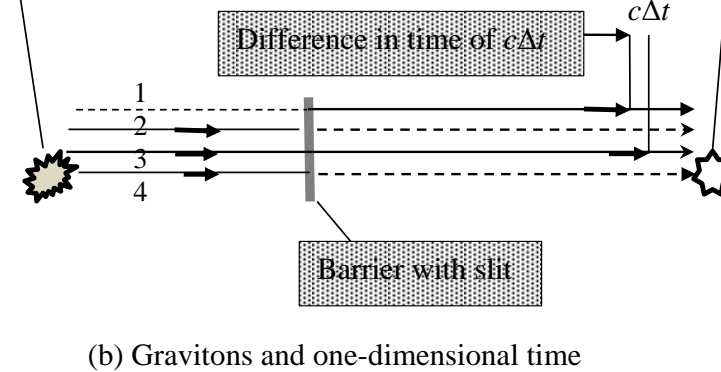 cΔt
Difference in time of cΔt
1
2
3
4
Barrier with slit
(b) Gravitons and one-dimensional time